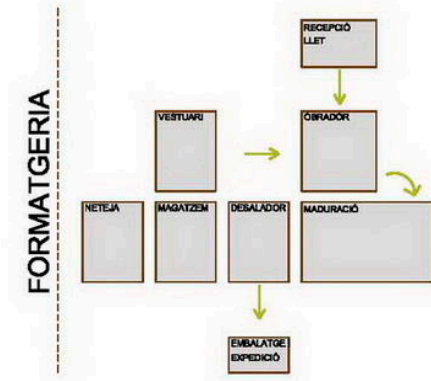 FORMATGERIA
RECEPCIÓ
LLET
VESTUARI
OBRADOR
NETEJA
MAGATZEM
DESALADOR
MADURACIÓ
EMBALATGE
EXPEDICIÓ